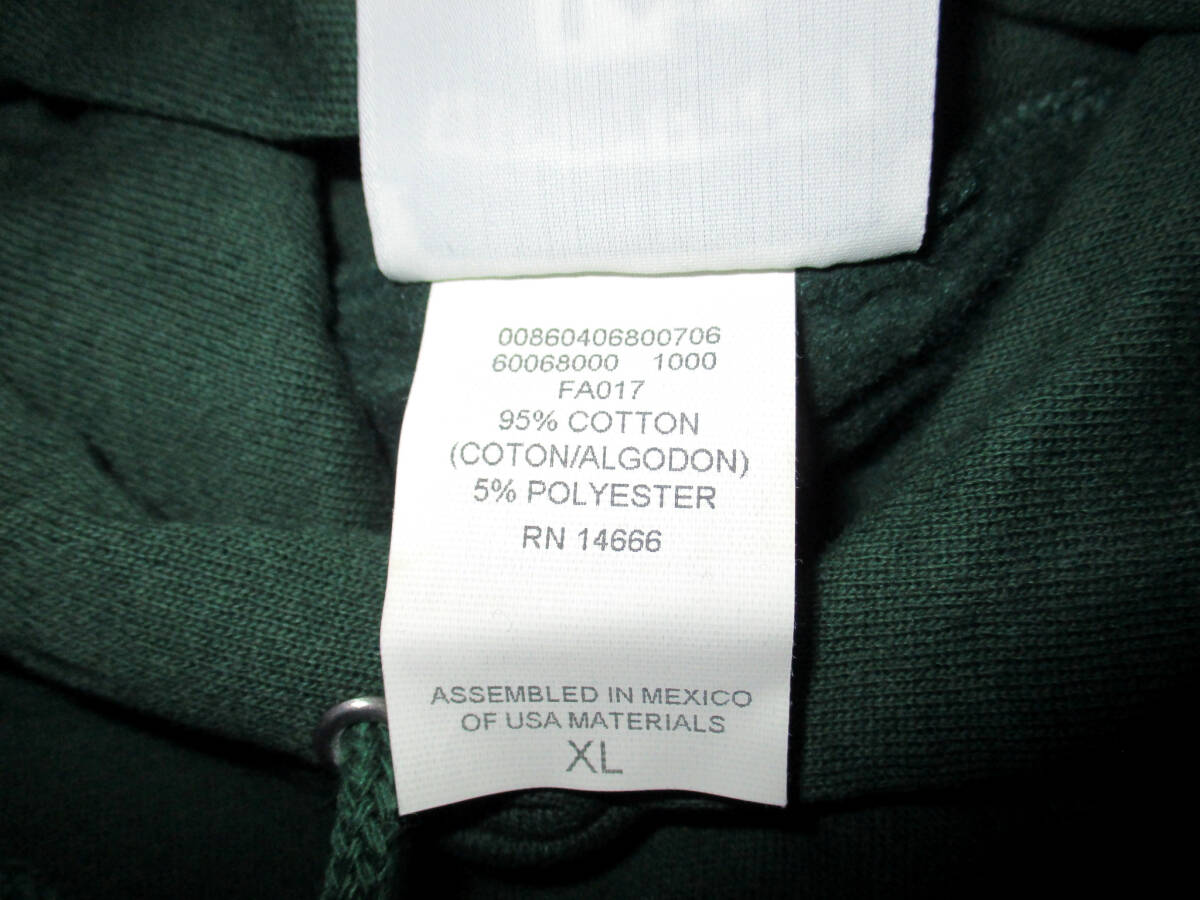 00860406800706
60068000 1000
FA017
95% COTTON
(COTON/ALGODON)
5% POLYESTER
RN 14666
ASSEMBLED IN MEXICO
OF USA MATERIALS
XL